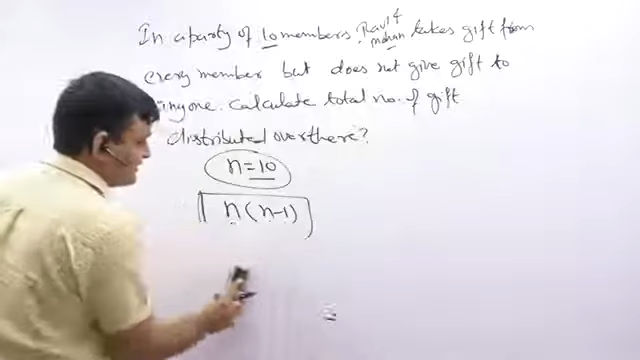 In a party of 10 members Ravi &
Mohan takes gift from
every member but does not give gift to
anyone. Calculate total no. of gift
distributed over there?
n = 10
n(n-1)
=